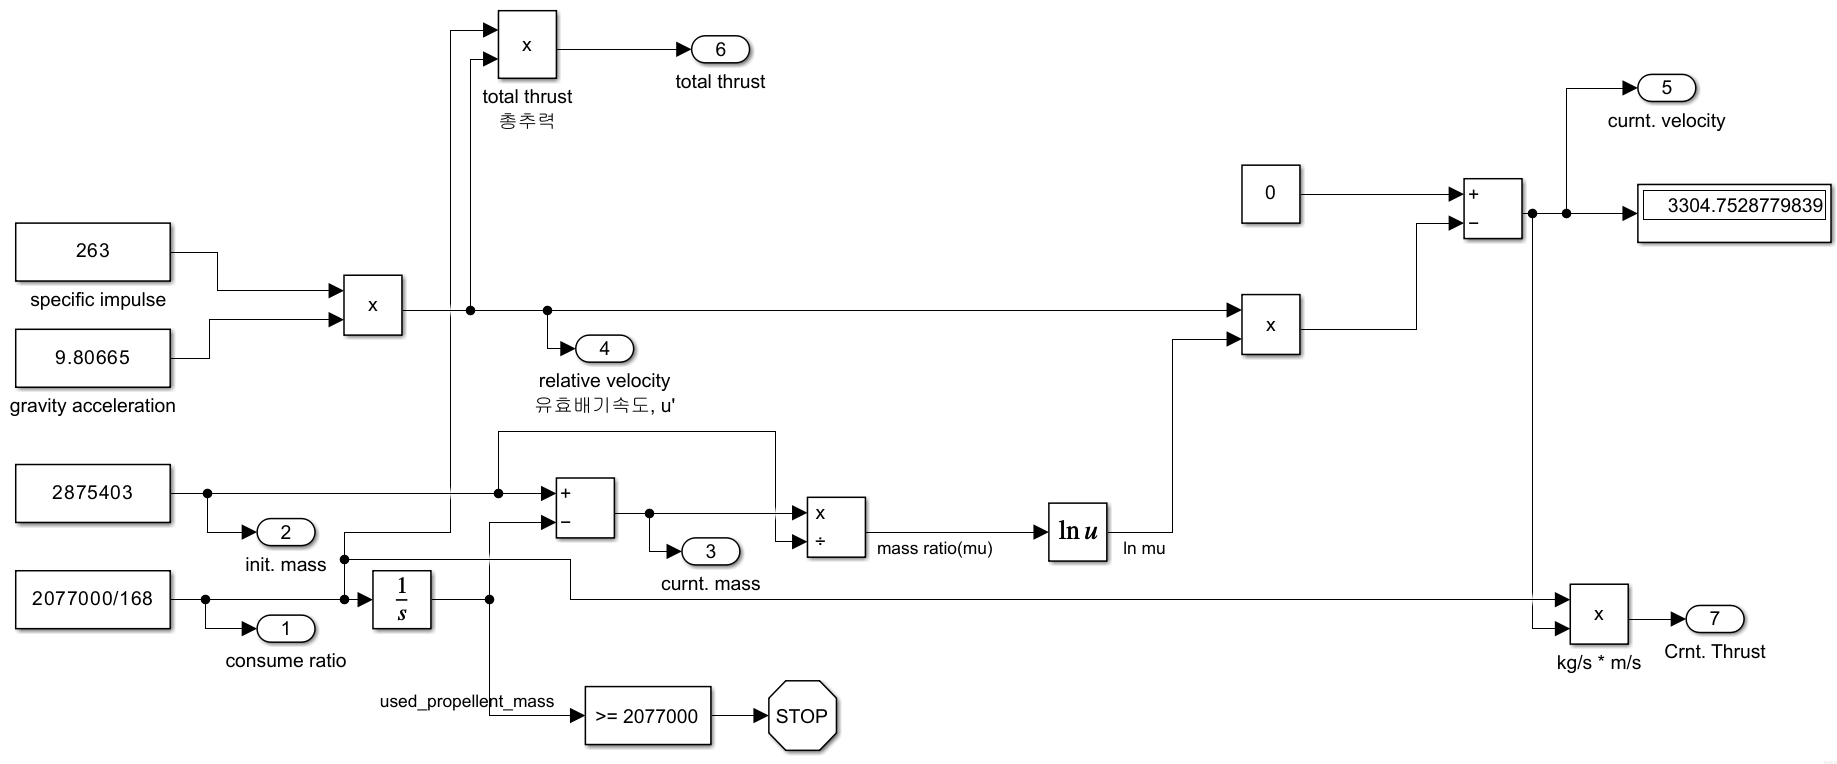 x
total thrust
총추력
6
total thrust
5
curnt. velocity
0
+
−
3304.7528779839
263
specific impulse
x
9.80665
gravity acceleration
4
relative velocity
유효배기속도, u'
x
2875403
2
init. mass
+
−
3
curnt. mass
x
÷
mass ratio(mu)
ln u
ln mu
2077000/168
1
consume ratio
1
s
x
kg/s * m/s
7
Crnt. Thrust
used_propellent_mass
>= 2077000
STOP